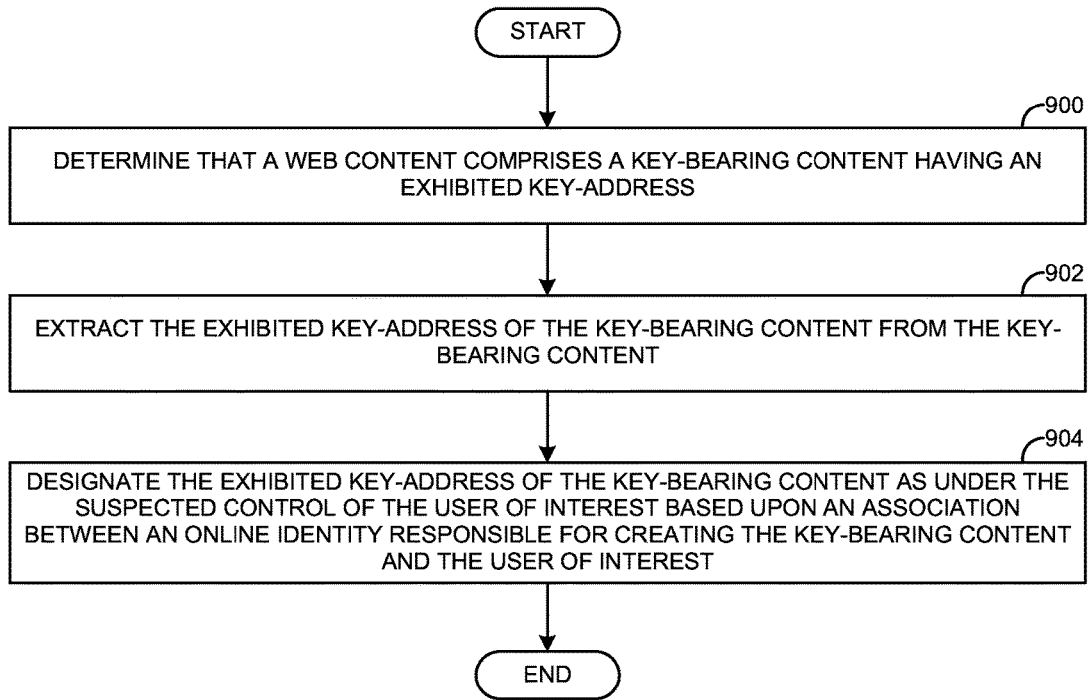 START
900
DETERMINE THAT A WEB CONTENT COMPRISES A KEY-BEARING CONTENT HAVING AN
EXHIBITED KEY-ADDRESS
902
EXTRACT THE EXHIBITED KEY-ADDRESS OF THE KEY-BEARING CONTENT FROM THE KEY-
BEARING CONTENT
904
DESIGNATE THE EXHIBITED KEY-ADDRESS OF THE KEY-BEARING CONTENT AS UNDER THE
SUSPECTED CONTROL OF THE USER OF INTEREST BASED UPON AN ASSOCIATION
BETWEEN AN ONLINE IDENTITY RESPONSIBLE FOR CREATING THE KEY-BEARING CONTENT
AND THE USER OF INTEREST
END